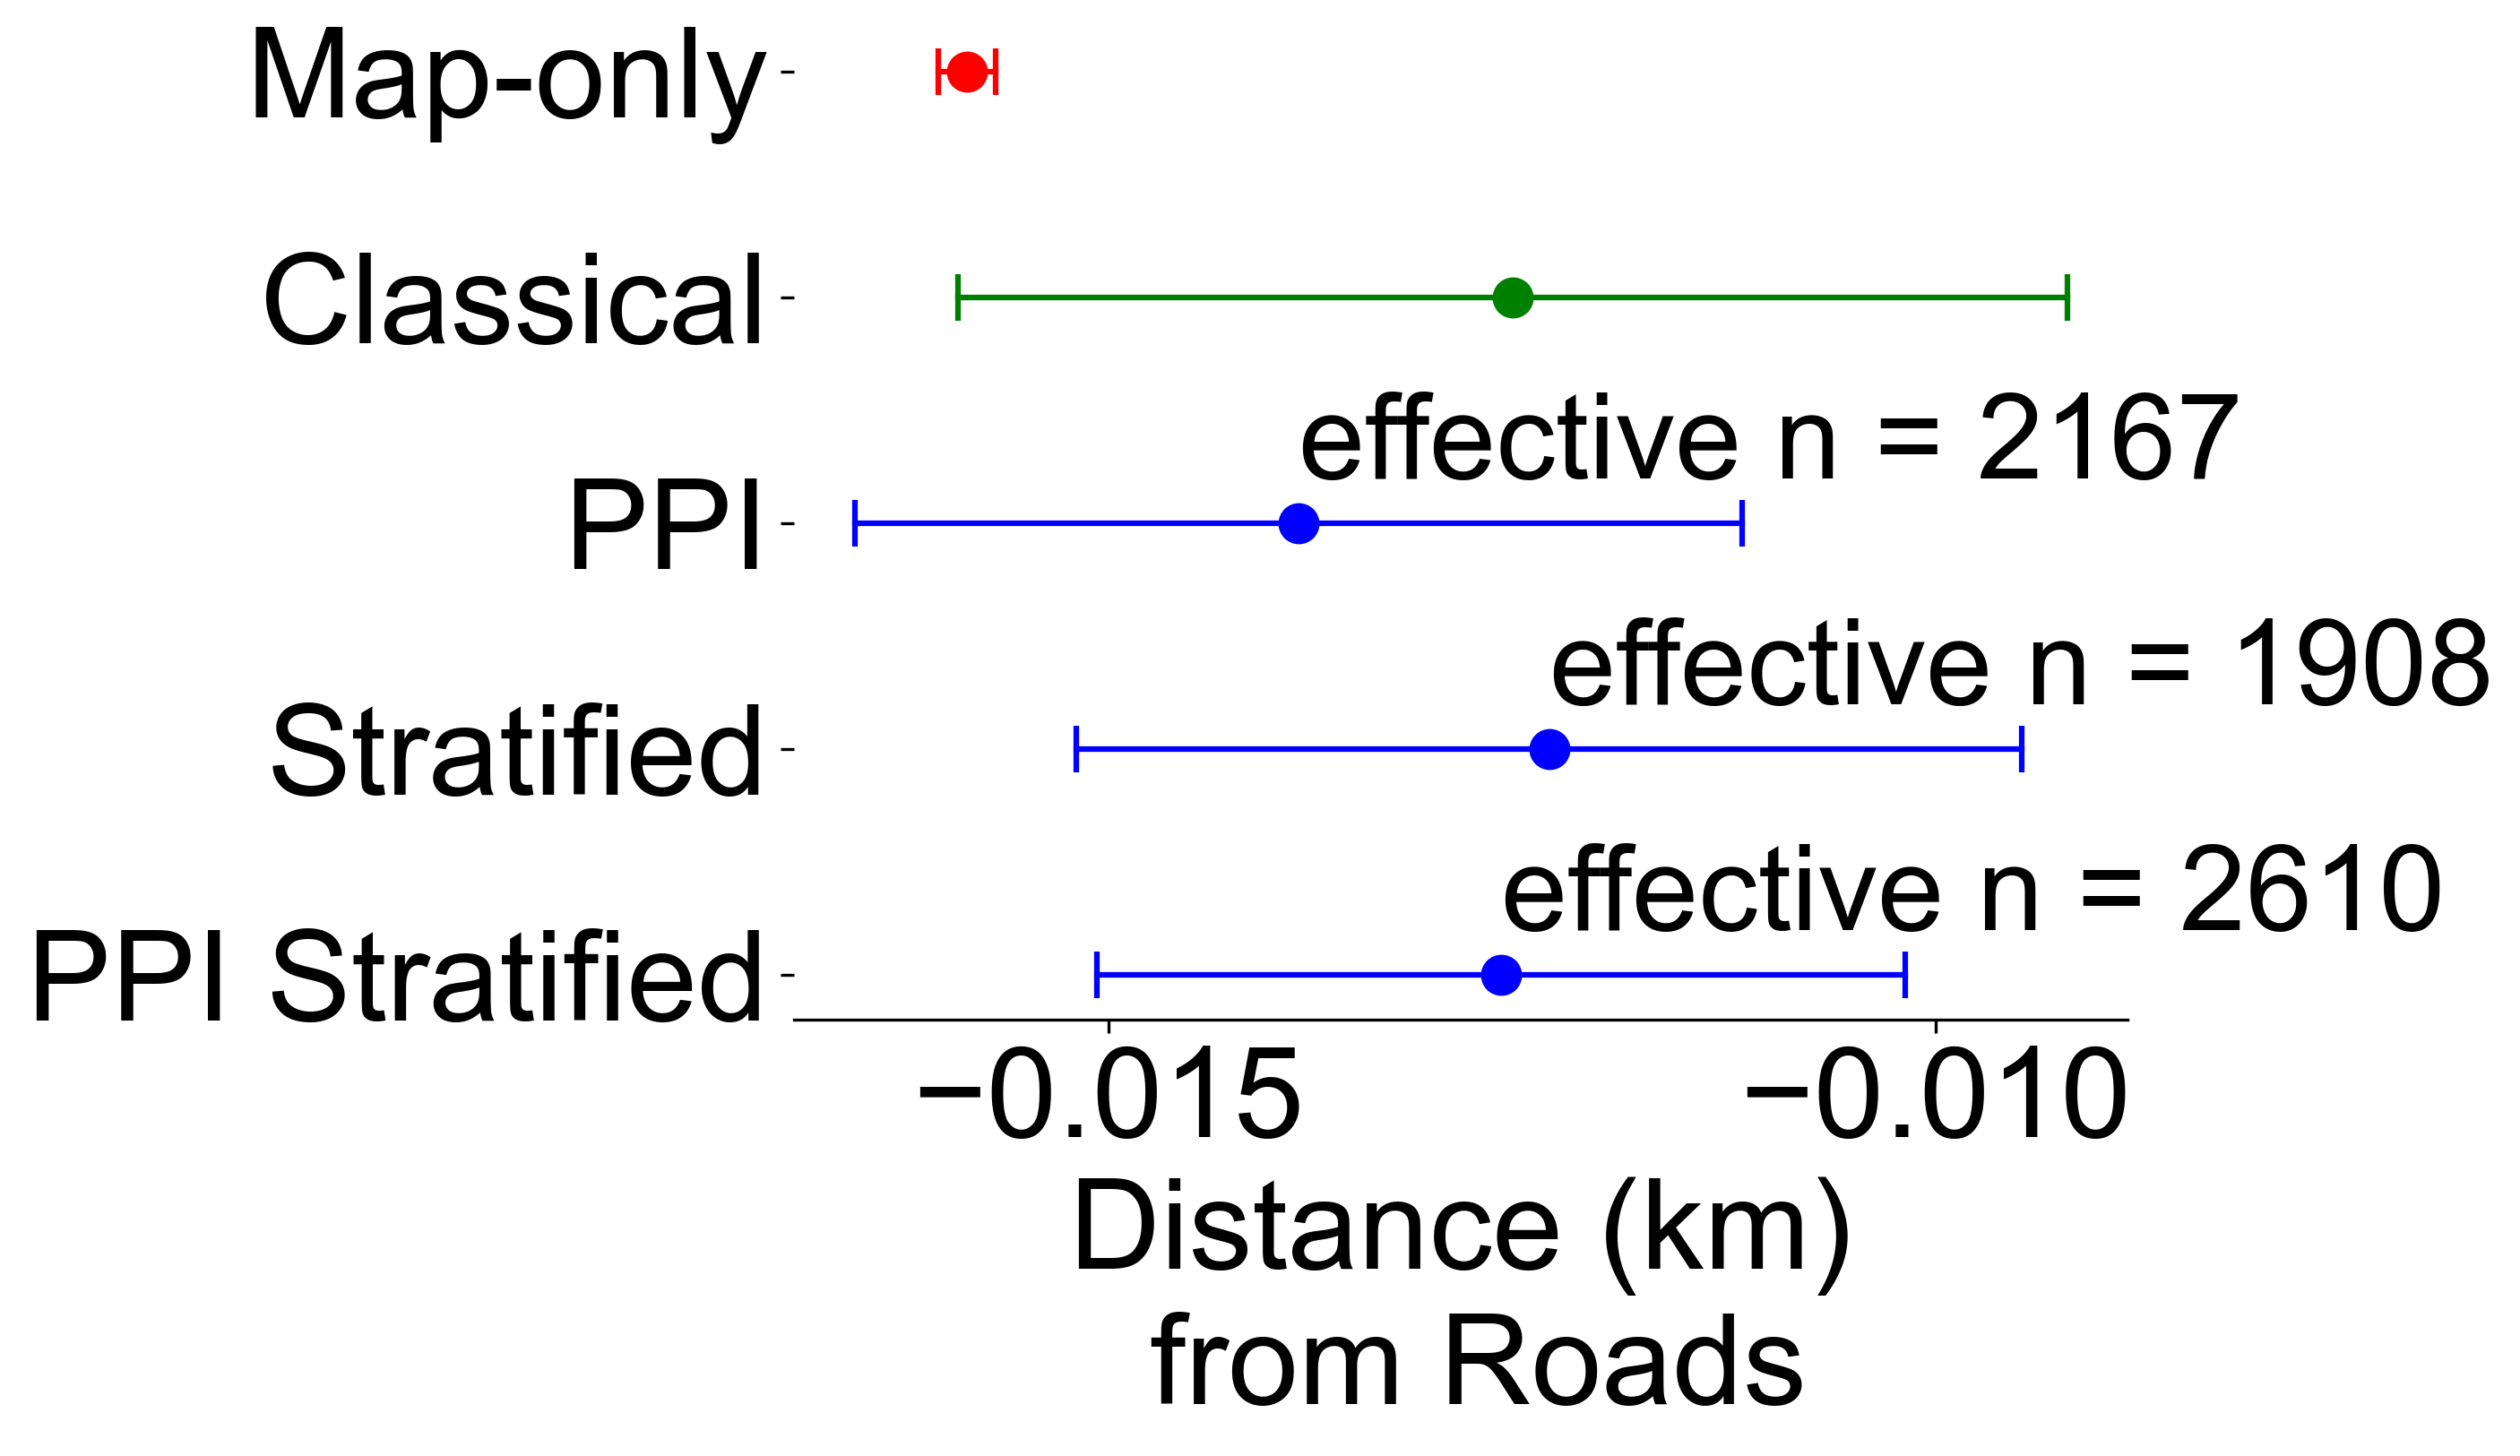 Map-only
Classical
effective n = 2167
PPI
effective n = 1908
Stratified
effective n = 2610
PPI Stratified
−0.015 −0.010
Distance (km)
from Roads